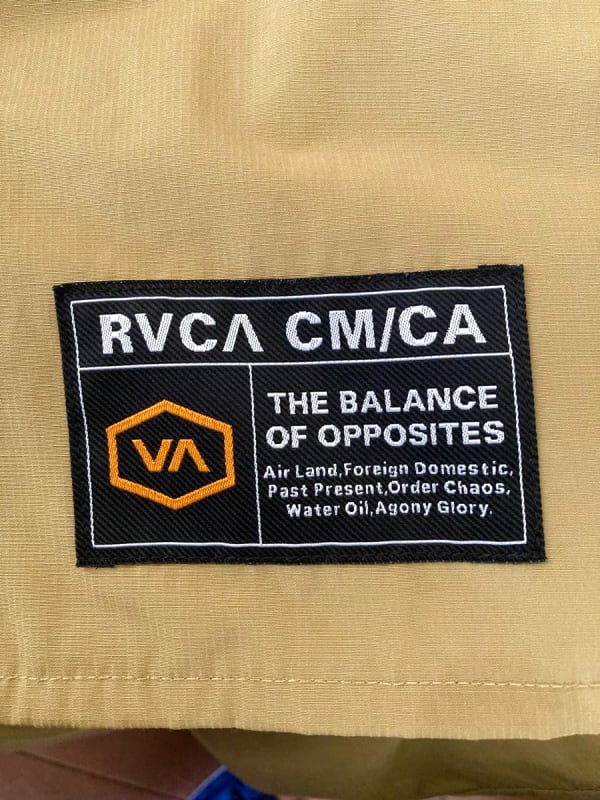 RVCA CM/CA
VA
THE BALANCE
OF OPPOSITES
Air Land,Foreign Domestic,
Past Present,Order Chaos,
Water Oil,Agony Glory.